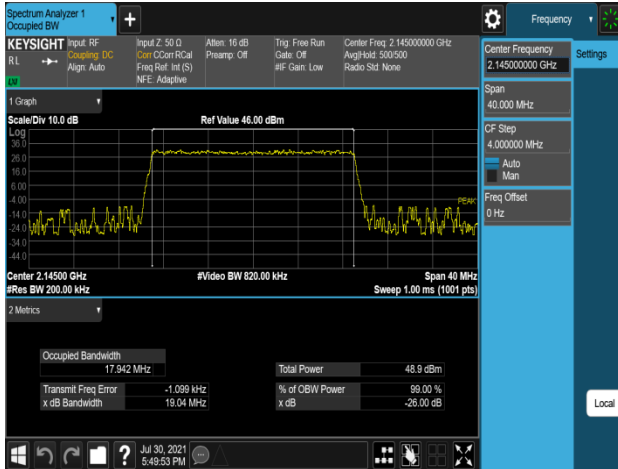 Spectrum Analyzer 1
Occupied BW
Frequency
KEYSIGHT
RL
LV
Input: RF
Coupling: DC
Align: Auto
Input Z: 50 Ω
Corr CCorr RCal
Freq Ref: Int (S)
NFE: Adaptive
Atten: 16 dB
Preamp: Off
Trig: Free Run
Gate: Off
#IF Gain: Low
Center Freq: 2.145000000 GHz
Avg|Hold: 500/500
Radio Std: None
Center Frequency
2.145000000 GHz
Settings
Span
40.000 MHz
CF Step
4.000000 MHz
Auto
Man
Freq Offset
0 Hz
Local
1 Graph
Scale/Div 10.0 dB
Ref Value 46.00 dBm
Log
36.0
26.0
16.0
6.00
-4.00
-14.0
-24.0
-34.0
-44.0
PEAK
Center 2.14500 GHz
#Video BW 820.00 kHz
Span 40 MHz
#Res BW 200.00 kHz
Sweep 1.00 ms (1001 pts)
2 Metrics
Occupied Bandwidth
17.942 MHz
Total Power 48.9 dBm
Transmit Freq Error -1.099 kHz
% of OBW Power 99.00 %
x dB Bandwidth 19.04 MHz
x dB -26.00 dB
?
Jul 30, 2021
5:49:53 PM